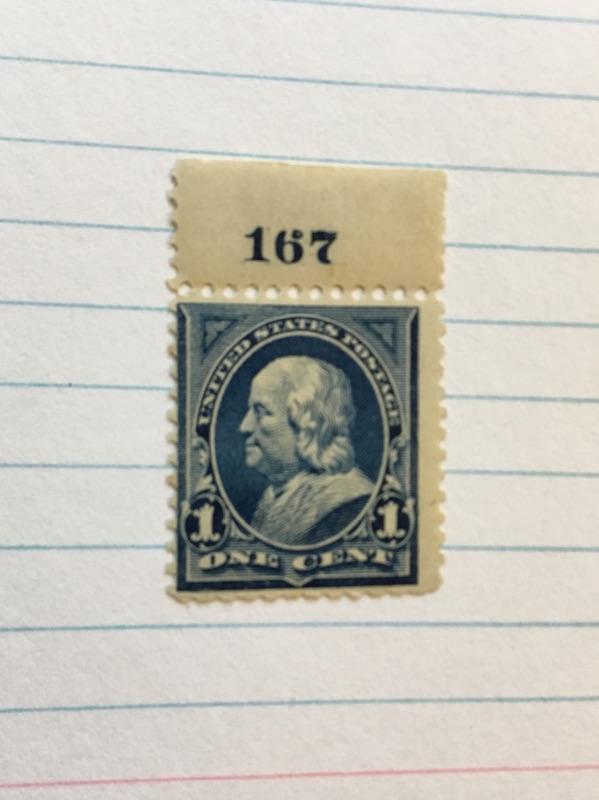 167
UNITED STATES POSTAGE
1 1
ONE CENT